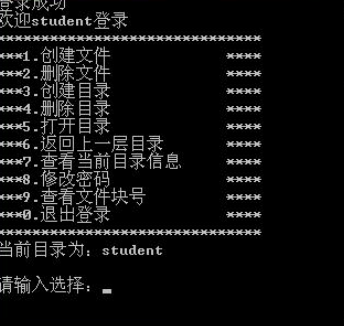 登录成功
欢迎student登录
******************************
***1.创建文件 ****
***2.删除文件 ****
***3.创建目录 ****
***4.删除目录 ****
***5.打开目录 ****
***6.返回上一层目录 ****
***7.查看当前目录信息 ****
***8.修改密码 ****
***9.查看文件块号 ****
***0.退出登录 ****
******************************
当前目录为：student
请输入选择：_